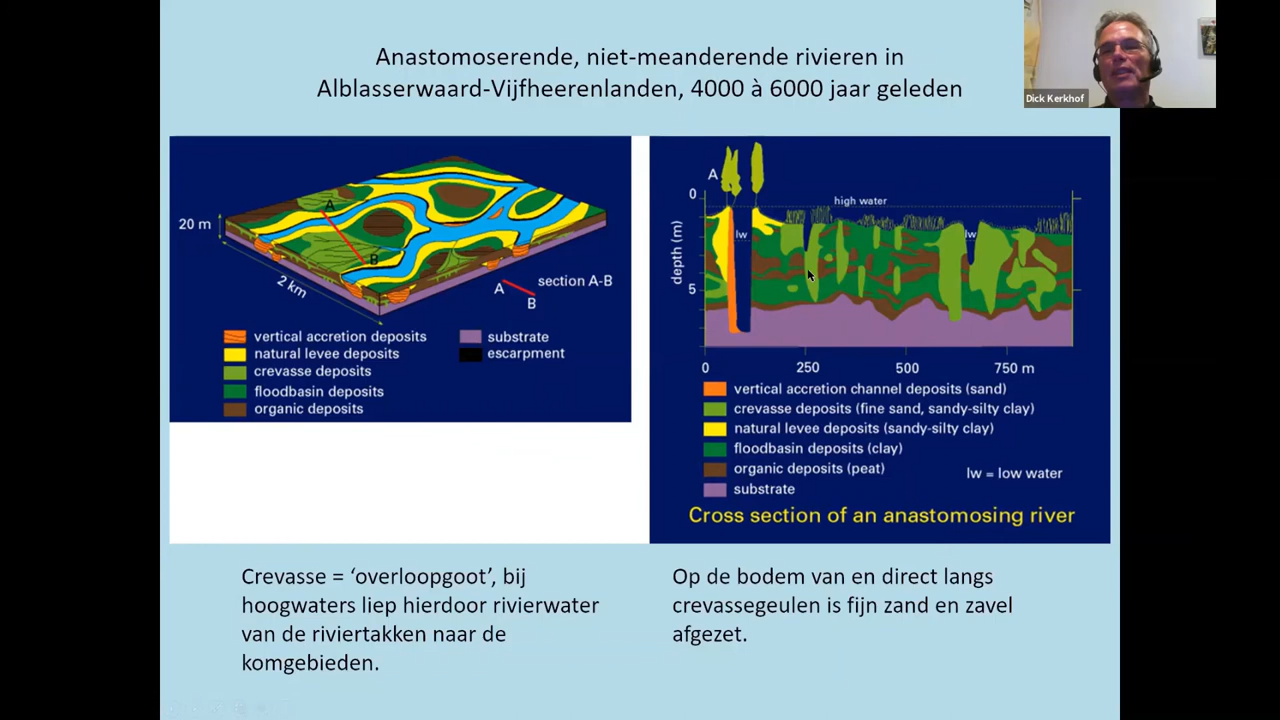 Anastomoserende, niet-meanderende rivieren in
Alblasserwaard-Vijfheerenlanden, 4000 à 6000 jaar geleden
Dick Kerkhof
20 m
2 km
A
B
A
B
section A-B
vertical accretion deposits
natural levee deposits
crevasse deposits
floodbasin deposits
organic deposits
substrate
escarpment
A
0
high water
lw
lw
depth (m)
5
0
250
500
750 m
vertical accretion channel deposits (sand)
crevasse deposits (fine sand, sandy-silty clay)
natural levee deposits (sandy-silty clay)
floodbasin deposits (clay)
organic deposits (peat)
lw = low water
substrate
Cross section of an anastomosing river
Crevasse = ‘overloopgoot’, bij
hoogwaters liep hierdoor rivierwater
van de riviertakken naar de
komgebieden.
Op de bodem van en direct langs
crevassegeulen is fijn zand en zavel
afgezet.